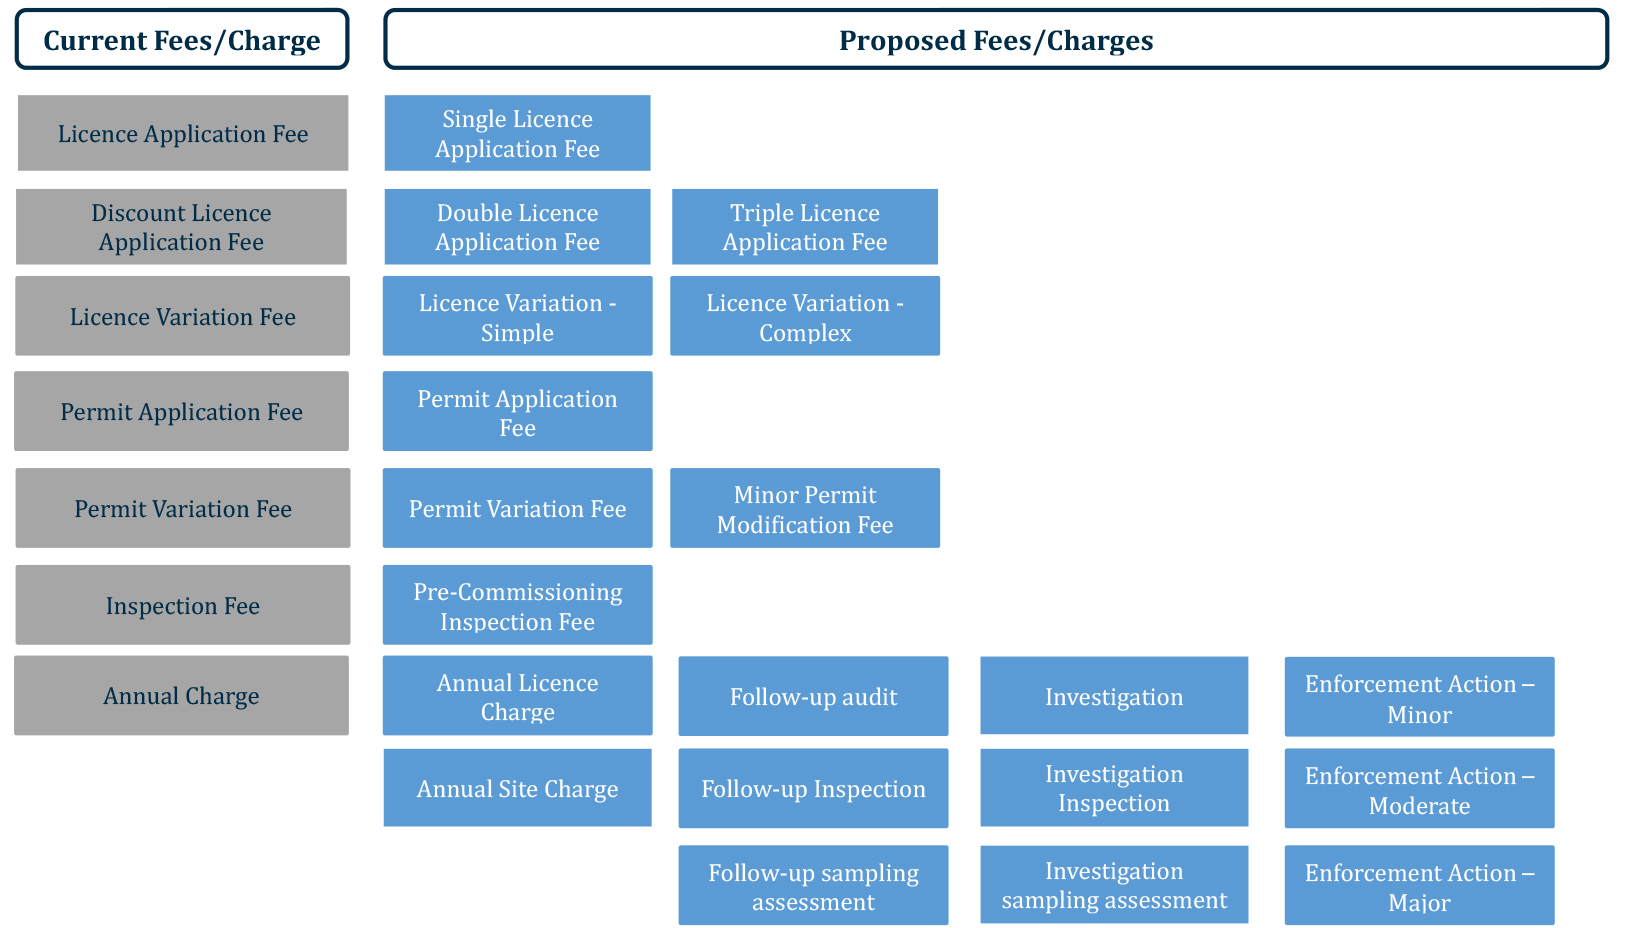 Current Fees/Charge
Proposed Fees/Charges
Licence Application Fee
Single Licence
Application Fee
Discount Licence
Application Fee
Double Licence
Application Fee
Triple Licence
Application Fee
Licence Variation Fee
Licence Variation -
Simple
Licence Variation -
Complex
Permit Application Fee
Permit Application
Fee
Permit Variation Fee
Permit Variation Fee
Minor Permit
Modification Fee
Inspection Fee
Pre-Commissioning
Inspection Fee
Annual Charge
Annual Licence
Charge
Follow-up audit
Investigation
Enforcement Action –
Minor
Annual Site Charge
Follow-up Inspection
Investigation
Inspection
Enforcement Action –
Moderate
Follow-up sampling
assessment
Investigation
sampling assessment
Enforcement Action –
Major